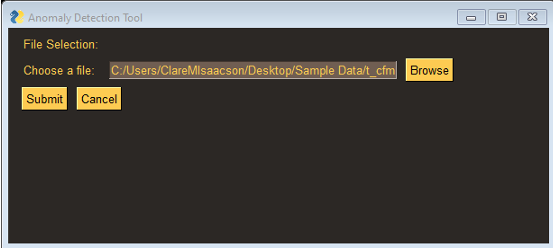 Anomaly Detection Tool
File Selection:
Choose a file: C:/Users/ClareMIsaacson/Desktop/Sample Data/t_cfm Browse
Submit Cancel